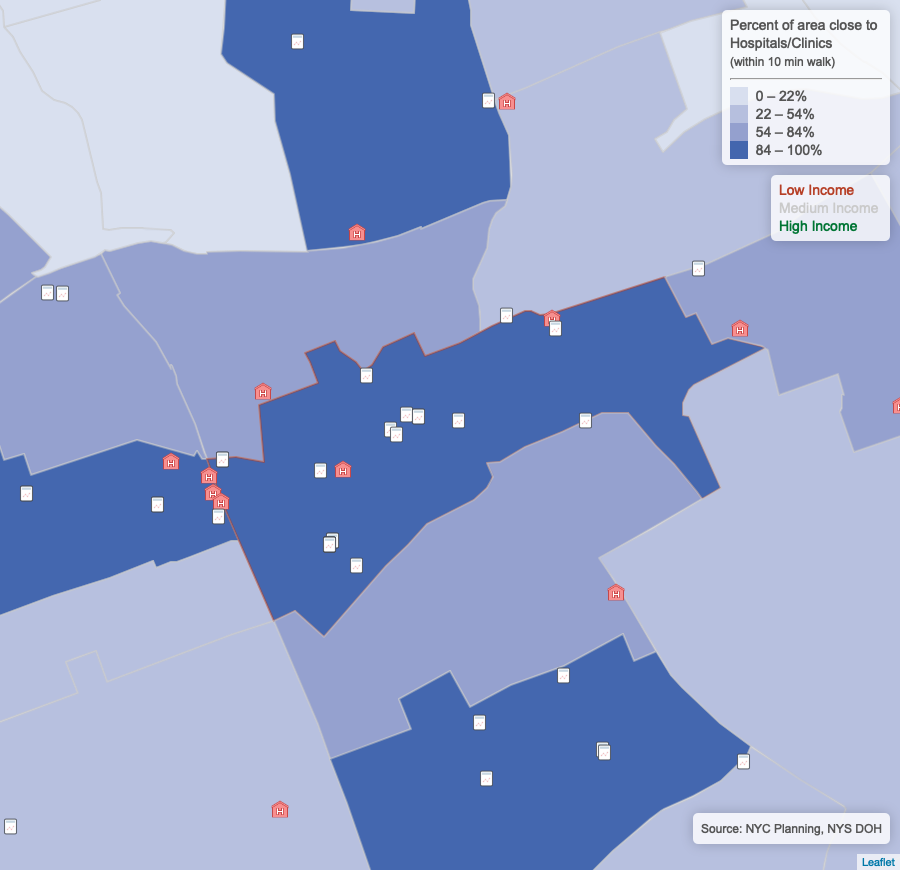 Percent of area close to
Hospitals/Clinics
(within 10 min walk)
0 – 22%
22 – 54%
54 – 84%
84 – 100%
Low Income
Medium Income
High Income
H
H
H
H
H
H
H
H
H
H
H
H
H
Source: NYC Planning, NYS DOH
Leaflet